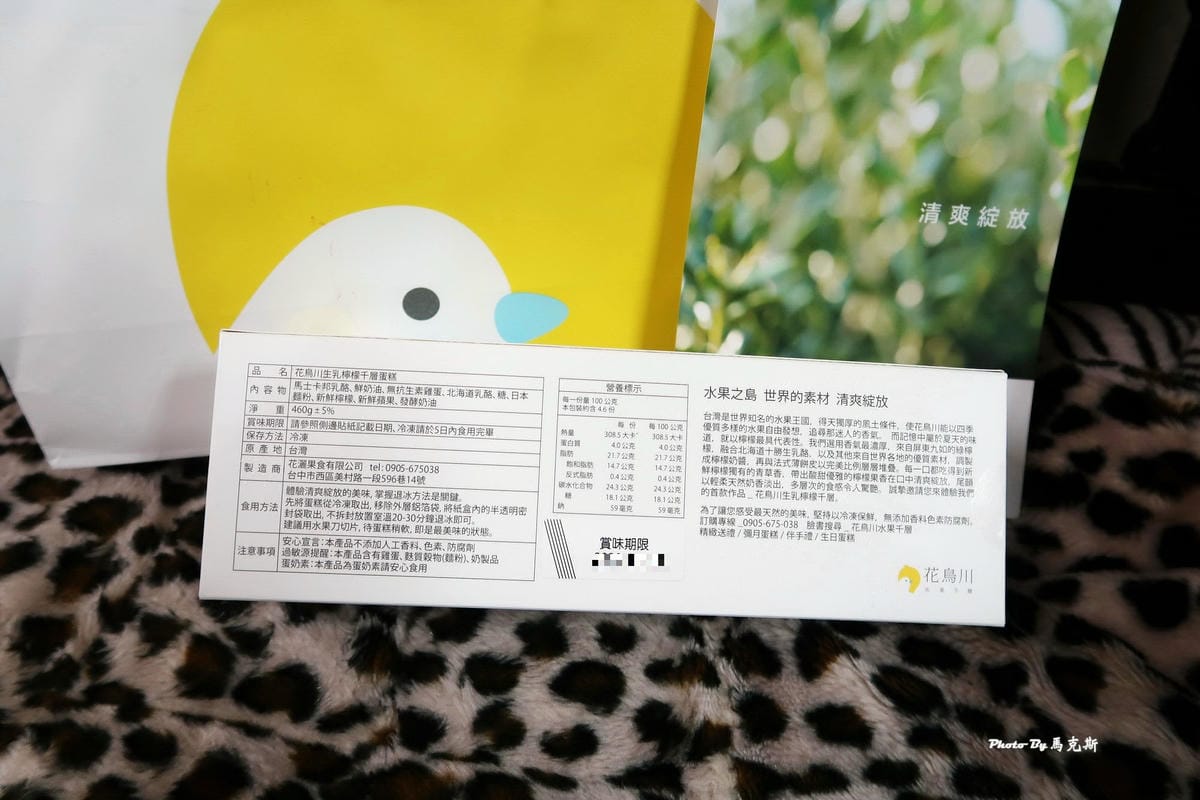 清爽綻放
品名 花鳥川生乳檸檬千層蛋糕
內容物 馬士卡邦乳酪、鮮奶油、無抗生素雞蛋、北海道乳酪、糖、日本
麵粉、新鮮檸檬、新鮮蘋果、發酵奶油
淨重 460g±5%
賞味期限 請參照側邊貼紙記載日期、冷凍請於5日內食用完畢
保存方法 冷凍
原產地 台灣
製造商 花灑果食有限公司 tel:0905-675038
台中市西區美村路一段596巷14號
食用方法 體驗清爽綻放的美味,掌握退冰方法是關鍵。
先將蛋糕從冷凍取出,移除外層鋁箔袋,將紙盒內的半透明密
封袋取出,不拆封放置室溫20-30分鐘退冰即可。
建議用水果刀切片,待蛋糕稍軟,即是最美味的狀態。
注意事項 安心宣言:本產品不添加人工香料、色素、防腐劑
過敏源提醒:本產品含有雞蛋、麩質穀物(麵粉)、奶製品
蛋奶素:本產品為蛋奶素請安心食用
營養標示
每一份量 100 公克
本包裝約含 4.6 份
每份 每 100 公克
熱量 308.5 大卡 308.5 大卡
蛋白質 4.0 公克 4.0 公克
脂肪 21.7 公克 21.7 公克
飽和脂肪 14.7 公克 14.7 公克
反式脂肪 0.4 公克 0.4 公克
碳水化合物 24.3 公克 24.3 公克
糖 18.1 公克 18.1 公克
鈉 59 毫克 59 毫克
賞味期限
水果之島 世界的素材 清爽綻放
台灣是世界知名的水果王國,得天獨厚的風土條件,使花鳥川能以四季
優質多樣的水果自由發想,追尋那迷人的香氣。而記憶中屬於夏天的味
道,就以檸檬最具代表性。我們選用香氣最濃厚,來自屏東九如的綠檸
檬,融合北海道十勝生乳酪、以及其他來自世界各地的優質素材,調製
成檸檬奶醬,再與法式薄餅皮以完美比例層層堆疊。每一口都吃得到新
鮮檸檬獨有的青草香,帶出酸甜優雅的檸檬果香在口中清爽綻放,尾韻
以輕柔天然奶香淡出,多層次的食感令人驚艷。誠摯邀請您來體驗我們
的首款作品_花鳥川生乳檸檬千層。
為了讓您感受最天然的美味,堅持以冷凍保鮮,無添加香料色素防腐劑。
訂購專線_0905-675-038 臉書搜尋_花鳥川水果千層
精緻送禮 / 彌月蛋糕 / 伴手禮 / 生日蛋糕
花鳥川
Photo By 馬克斯